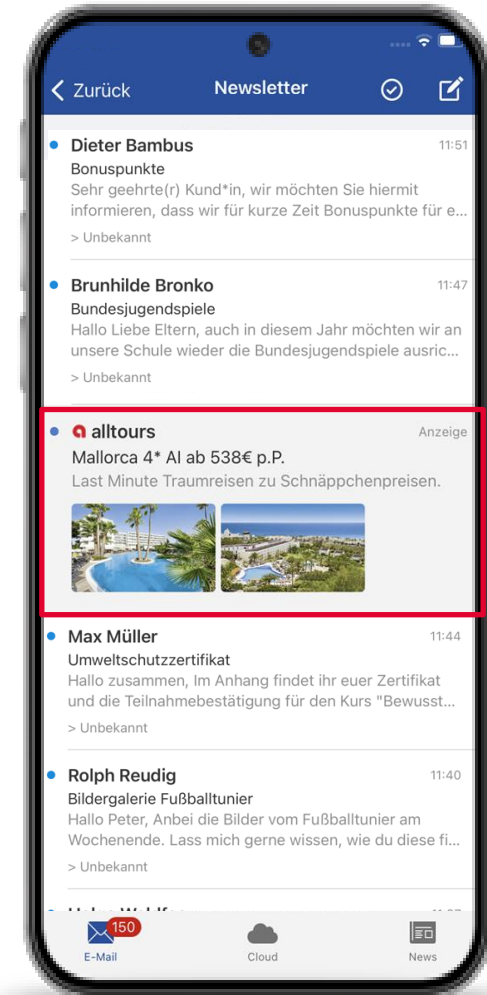 Zurück
Newsletter
Dieter Bambus
11:51
Bonuspunkte
Sehr geehrte(r) Kund*in, wir möchten Sie hiermit
informieren, dass wir für kurze Zeit Bonuspunkte für e...
> Unbekannt
Brunhilde Bronko
11:47
Bundesjugendspiele
Hallo Liebe Eltern, auch in diesem Jahr möchten wir an
unsere Schule wieder die Bundesjugendspiele ausric...
> Unbekannt
alltours
Anzeige
Mallorca 4* AI ab 538€ p.P.
Last Minute Traumreisen zu Schnäppchenpreisen.
Max Müller
11:44
Umweltschutzzertifikat
Hallo zusammen, Im Anhang findet ihr euer Zertifikat
und die Teilnahmebestätigung für den Kurs "Bewusst...
> Unbekannt
Rolph Reudig
11:40
Bildergalerie Fußballtunier
Hallo Peter, Anbei die Bilder vom Fußballtunier am
Wochenende. Lass mich gerne wissen, wie du diese fi...
> Unbekannt
150
E-Mail
Cloud
News